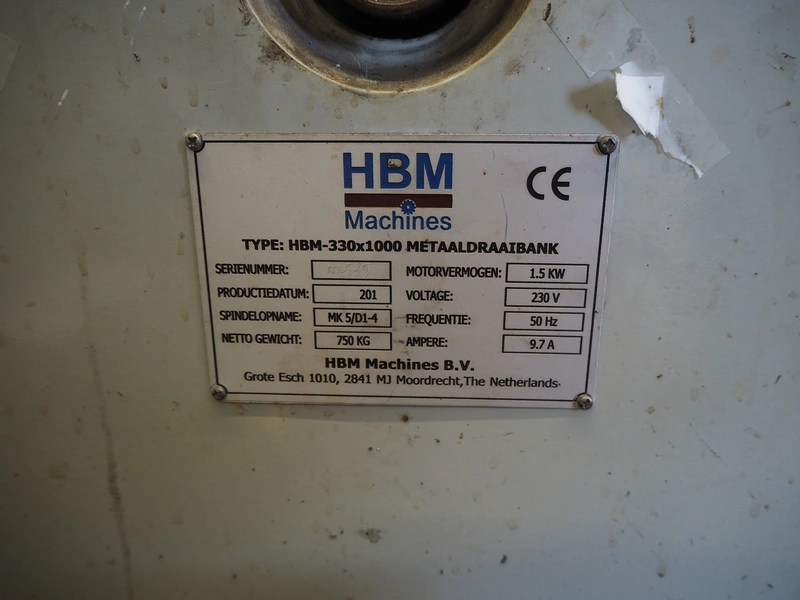 HBM
Machines
CE
TYPE: HBM-330x1000 METAALDRAAIBANK
SERIENUMMER:
MOTORVERMOGEN: 1.5 KW
PRODUCTIEDATUM: 201
VOLTAGE: 230 V
SPINDELOPNAME: MK 5/D1-4
FREQUENTIE: 50 Hz
NETTO GEWICHT: 750 KG
AMPERE: 9.7 A
HBM Machines B.V.
Grote Esch 1010, 2841 MJ Moordrecht,The Netherlands